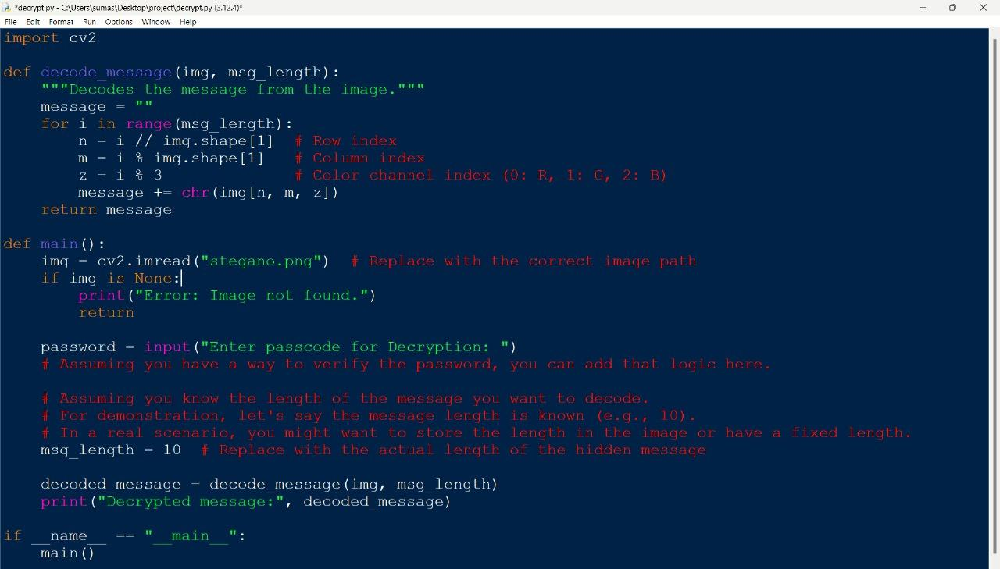 *decrypt.py - C:\Users\sumas\Desktop\project\decrypt.py (3.12.4)*
File Edit Format Run Options Window Help
import cv2

def decode_message(img, msg_length):
    """Decodes the message from the image."""
    message = ""
    for i in range(msg_length):
        n = i // img.shape[1]  # Row index
        m = i % img.shape[1]   # Column index
        z = i % 3              # Color channel index (0: R, 1: G, 2: B)
        message += chr(img[n, m, z])
    return message

def main():
    img = cv2.imread("stegano.png")  # Replace with the correct image path
    if img is None:
        print("Error: Image not found.")
        return

    password = input("Enter passcode for Decryption: ")
    # Assuming you have a way to verify the password, you can add that logic here.

    # Assuming you know the length of the message you want to decode.
    # For demonstration, let's say the message length is known (e.g., 10).
    # In a real scenario, you might want to store the length in the image or have a fixed length.
    msg_length = 10  # Replace with the actual length of the hidden message

    decoded_message = decode_message(img, msg_length)
    print("Decrypted message:", decoded_message)

if __name__ == "__main__":
    main()